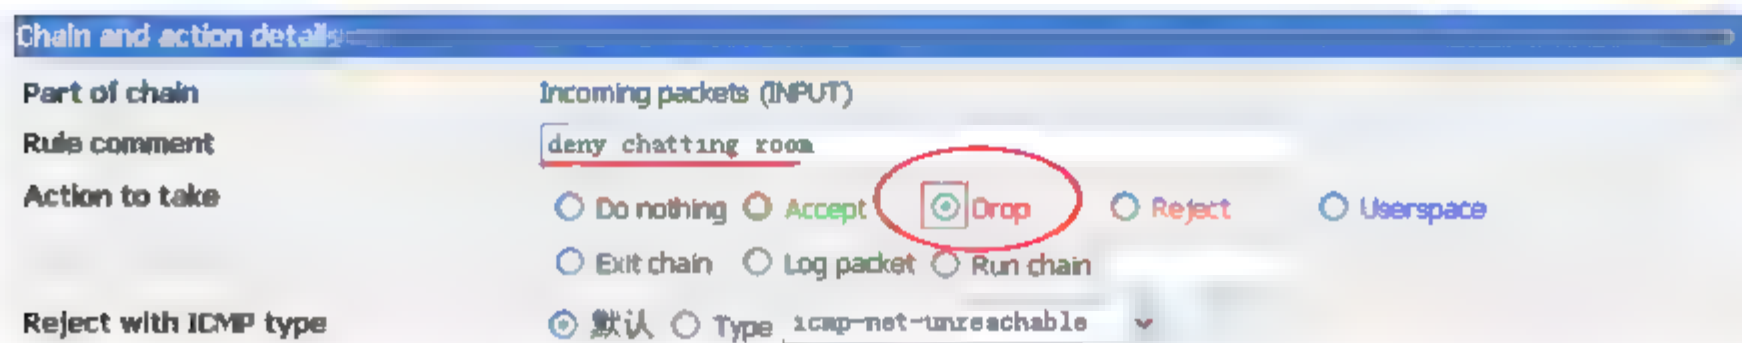 Chain and action details
Part of chain Incoming packets (INPUT)
Rule comment deny chatting room
Action to take Do nothing Accept Drop Reject Userspace
Exit chain Log packet Run chain
Reject with ICMP type 默认 Type icmp-net-unreachable